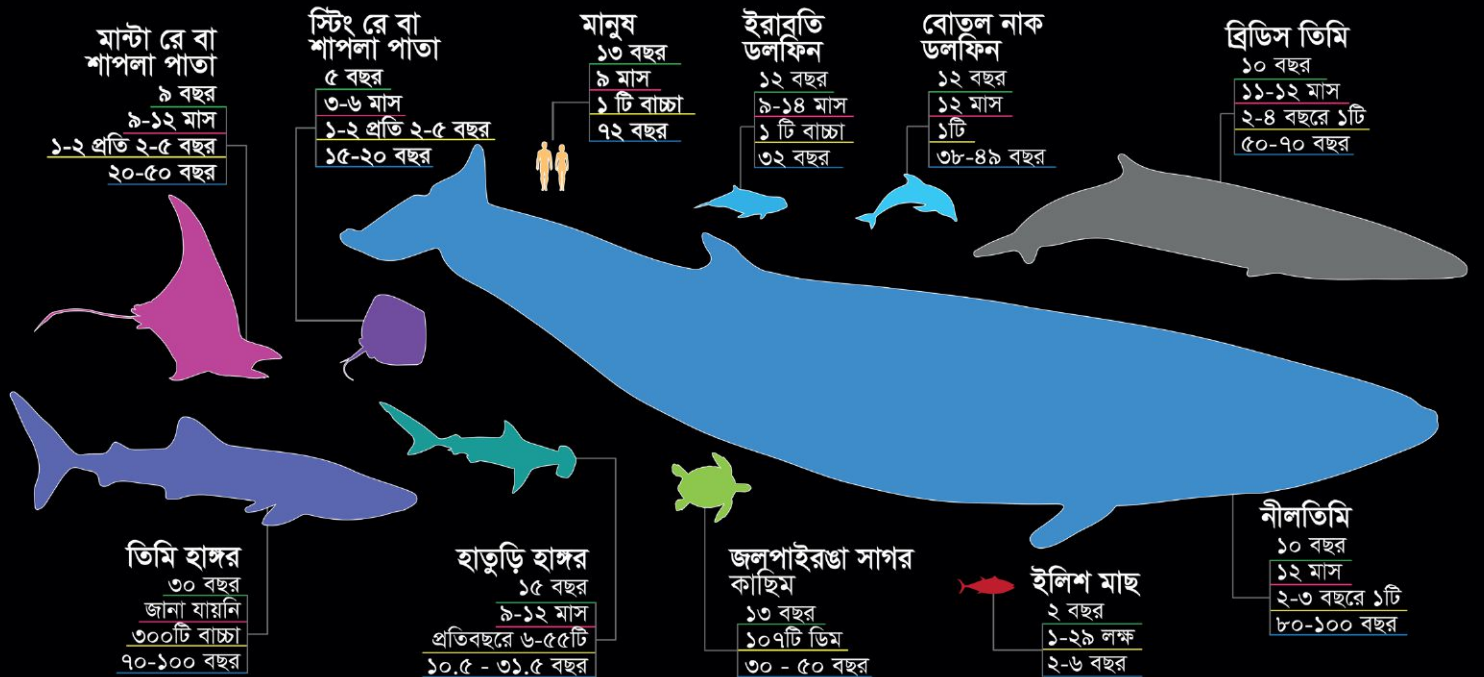 মান্টা রে বা
শাপলা পাতা
৯ বছর
৯-১২ মাস
১-২ প্রতি ২-৫ বছর
২০-৫০ বছর
স্টিং রে বা
শাপলা পাতা
৫ বছর
৩-৬ মাস
১-২ প্রতি ২-৫ বছর
১৫-২০ বছর
মানুষ
১৩ বছর
৯ মাস
১ টি বাচ্চা
৭২ বছর
ইরাবতি
ডলফিন
১২ বছর
৯-১৪ মাস
১ টি বাচ্চা
৩২ বছর
বোতল নাক
ডলফিন
১২ বছর
১২ মাস
১টি
৩৮-৪৯ বছর
ব্রিডিস তিমি
১০ বছর
১১-১২ মাস
২-৪ বছরে ১টি
৫০-৭০ বছর
তিমি হাঙ্গর
৩০ বছর
জানা যায়নি
৩০০টি বাচ্চা
৭০-১০০ বছর
হাতুড়ি হাঙ্গর
১৫ বছর
৯-১২ মাস
প্রতিবছরে ৬-৫৫টি
১০.৫ - ৩১.৫ বছর
জলপাইরঙা সাগর
কাছিম
১৩ বছর
১০৭টি ডিম
৩০ - ৫০ বছর
ইলিশ মাছ
২ বছর
১-২৯ লক্ষ
২-৬ বছর
নীলতিমি
১০ বছর
১২ মাস
২-৩ বছরে ১টি
৮০-১০০ বছর